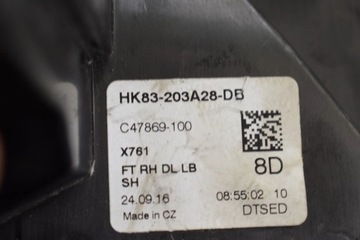 HK83-203A28-DB
C47869-100
X761
8D
FT RH DL LB
SH
24.09.16 08:55:02 10
Made in CZ DTSED